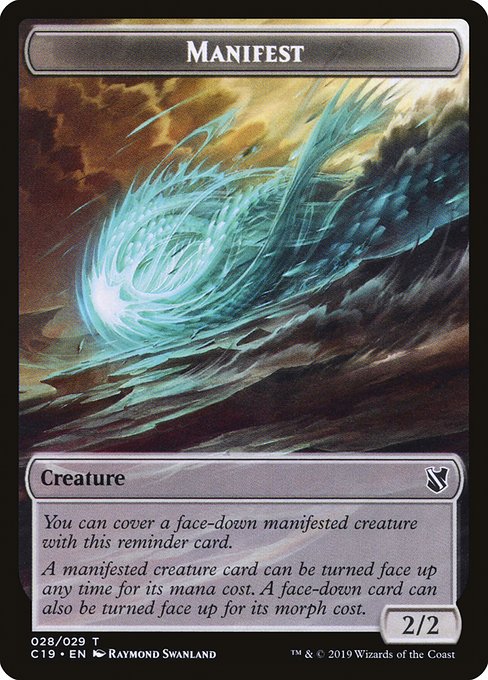 Manifest
Creature
You can cover a face-down manifested creature
with this reminder card.
A manifested creature card can be turned face up
any time for its mana cost. A face-down card can
also be turned face up for its morph cost.
2/2
028/029 T
C19 • EN Raymond Swanland
™ & © 2019 Wizards of the Coast